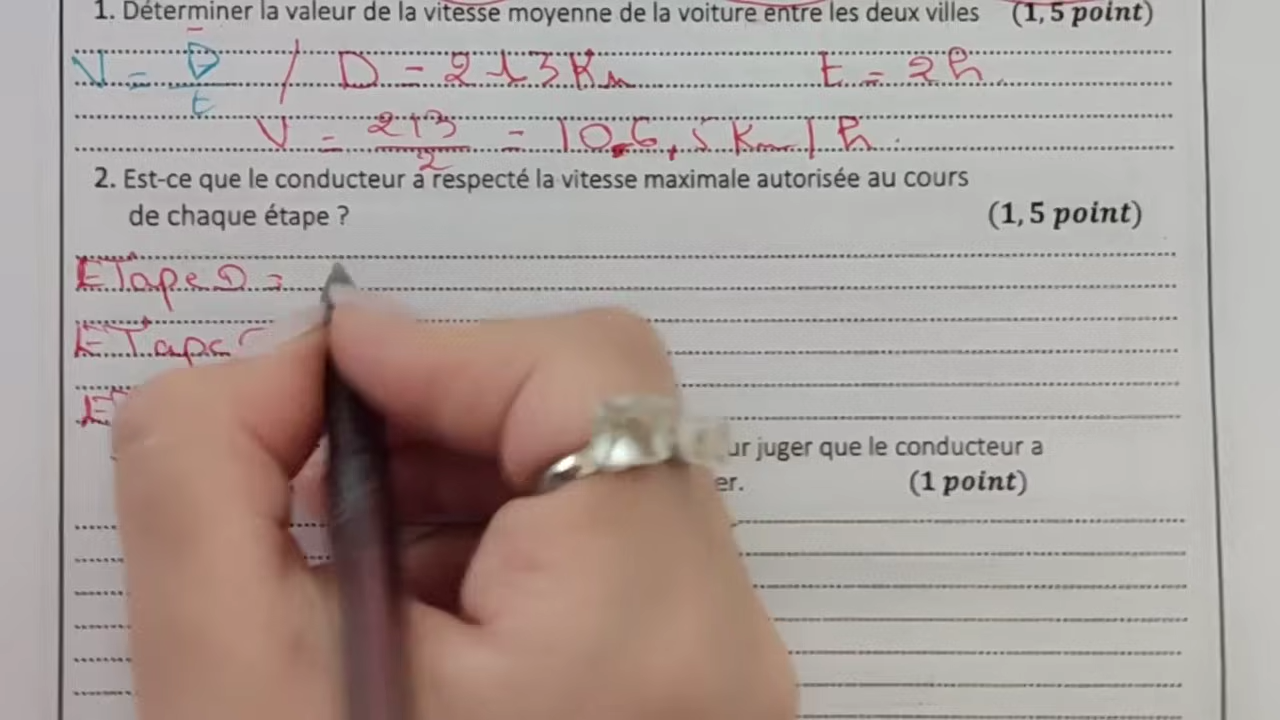 1. Déterminer la valeur de la vitesse moyenne de la voiture entre les deux villes (1,5 point)
V = D/t / D = 213 Km t = 2h.
V = 213/2 = 106,5 Km/h.
2. Est-ce que le conducteur a respecté la vitesse maximale autorisée au cours
de chaque étape ? (1,5 point)
Etape =
Etape
ur juger que le conducteur a
er. (1 point)